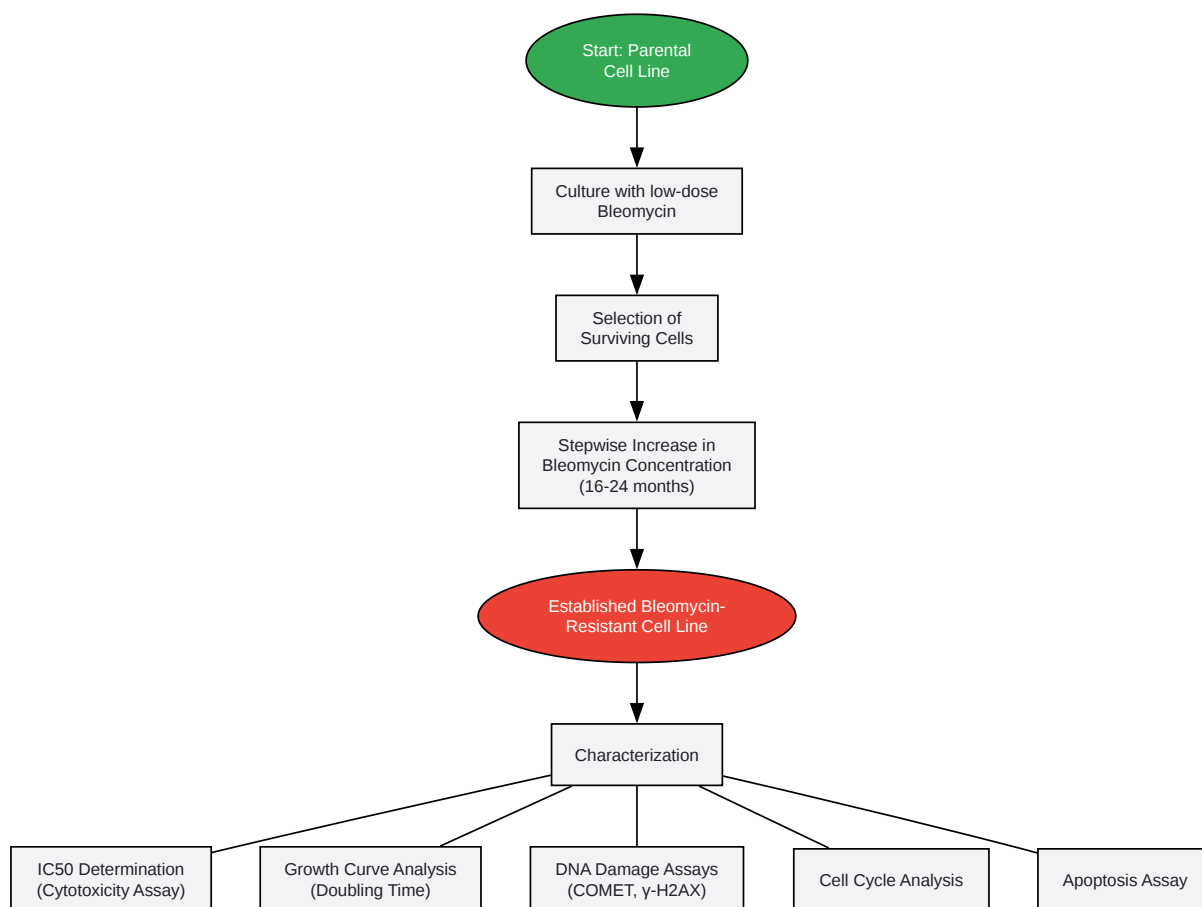 Start: Parental
Cell Line
Culture with low-dose
Bleomycin
Selection of
Surviving Cells
Stepwise Increase in
Bleomycin Concentration
(16-24 months)
Established Bleomycin-
Resistant Cell Line
Characterization
IC50 Determination
(Cytotoxicity Assay)
Growth Curve Analysis
(Doubling Time)
DNA Damage Assays
(COMET, γ-H2AX)
Cell Cycle Analysis
Apoptosis Assay